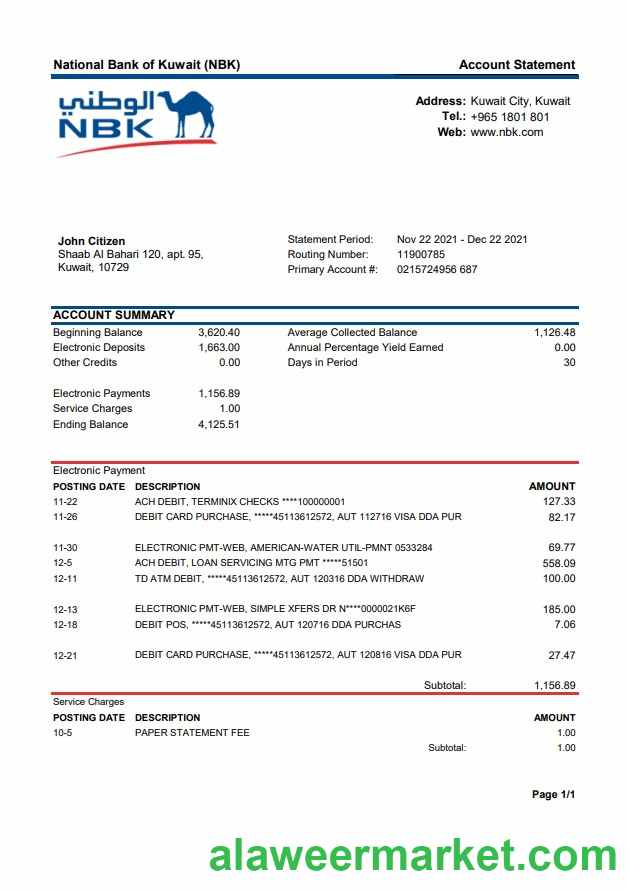 National Bank of Kuwait (NBK) Account Statement
الوطني
NBK
Address: Kuwait City, Kuwait
Tel.: +965 1801 801
Web: www.nbk.com
John Citizen
Shaab Al Bahari 120, apt. 95,
Kuwait, 10729
Statement Period: Nov 22 2021 - Dec 22 2021
Routing Number: 11900785
Primary Account #: 0215724956 687
ACCOUNT SUMMARY
Beginning Balance 3,620.40 Average Collected Balance 1,126.48
Electronic Deposits 1,663.00 Annual Percentage Yield Earned 0.00
Other Credits 0.00 Days in Period 30
Electronic Payments 1,156.89
Service Charges 1.00
Ending Balance 4,125.51
Electronic Payment
POSTING DATE DESCRIPTION AMOUNT
11-22 ACH DEBIT, TERMINIX CHECKS ****100000001 127.33
11-26 DEBIT CARD PURCHASE, *****45113612572, AUT 112716 VISA DDA PUR 82.17
11-30 ELECTRONIC PMT-WEB, AMERICAN-WATER UTIL-PMNT 0533284 69.77
12-5 ACH DEBIT, LOAN SERVICING MTG PMT *****51501 558.09
12-11 TD ATM DEBIT, *****45113612572, AUT 120316 DDA WITHDRAW 100.00
12-13 ELECTRONIC PMT-WEB, SIMPLE XFERS DR N****0000021K6F 185.00
12-18 DEBIT POS, *****45113612572, AUT 120716 DDA PURCHAS 7.06
12-21 DEBIT CARD PURCHASE, *****45113612572, AUT 120816 VISA DDA PUR 27.47
Subtotal: 1,156.89
Service Charges
POSTING DATE DESCRIPTION AMOUNT
10-5 PAPER STATEMENT FEE 1.00
Subtotal: 1.00
Page 1/1
alaweermarket.com